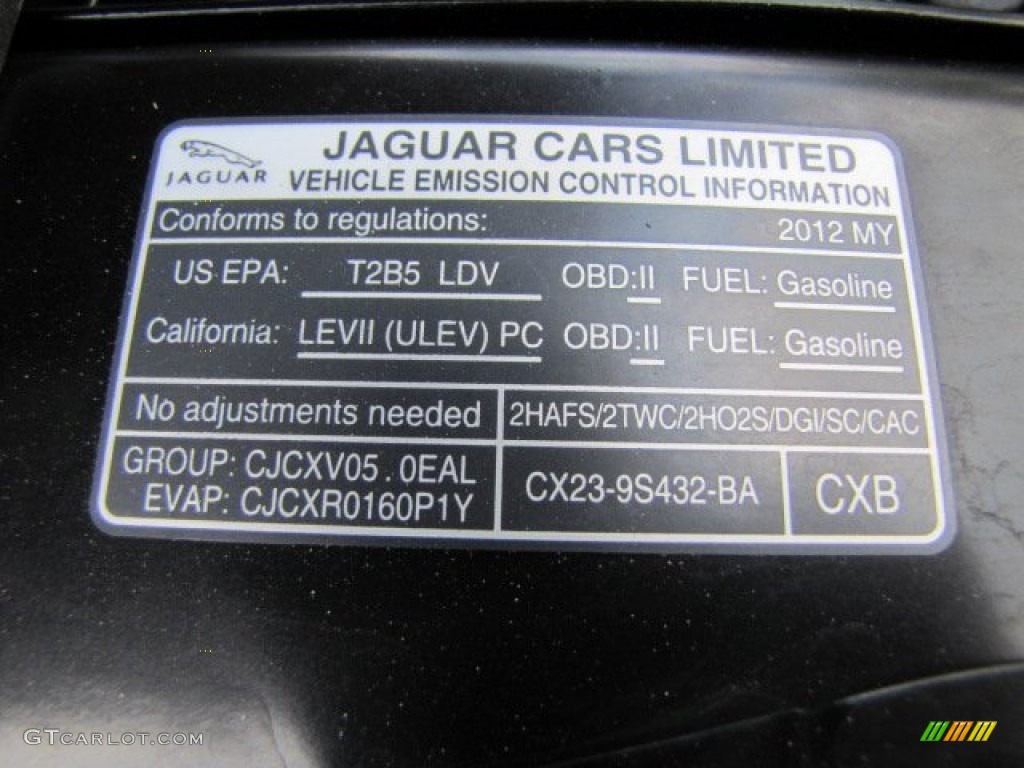 JAGUAR
JAGUAR CARS LIMITED
VEHICLE EMISSION CONTROL INFORMATION
Conforms to regulations: 2012 MY
US EPA: T2B5 LDV OBD:II FUEL: Gasoline
California: LEVII (ULEV) PC OBD:II FUEL: Gasoline
No adjustments needed 2HAFS/2TWC/2HO2S/DGI/SC/CAC
GROUP: CJCXV05.0EAL
EVAP: CJCXR0160P1Y
CX23-9S432-BA
CXB
GTCARLOT.COM